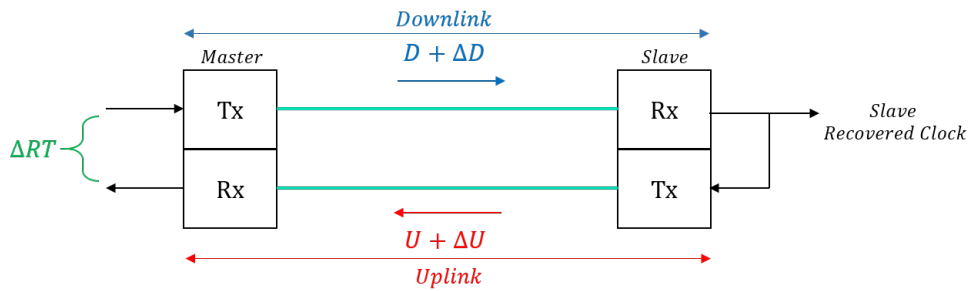 Downlink
D + ΔD
Master
Slave
Tx
Rx
Slave
Recovered Clock
ΔRT
Rx
Tx
U + ΔU
Uplink